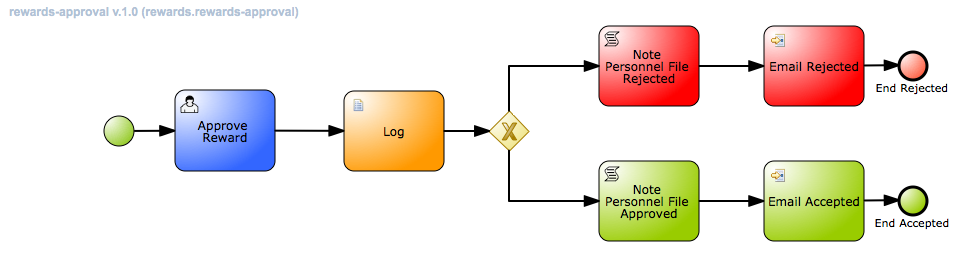 rewards-approval v.1.0 (rewards.rewards-approval)
Approve
Reward
Log
X
Note
Personnel File
Rejected
Email Rejected
End Rejected
Note
Personnel File
Approved
Email Accepted
End Accepted